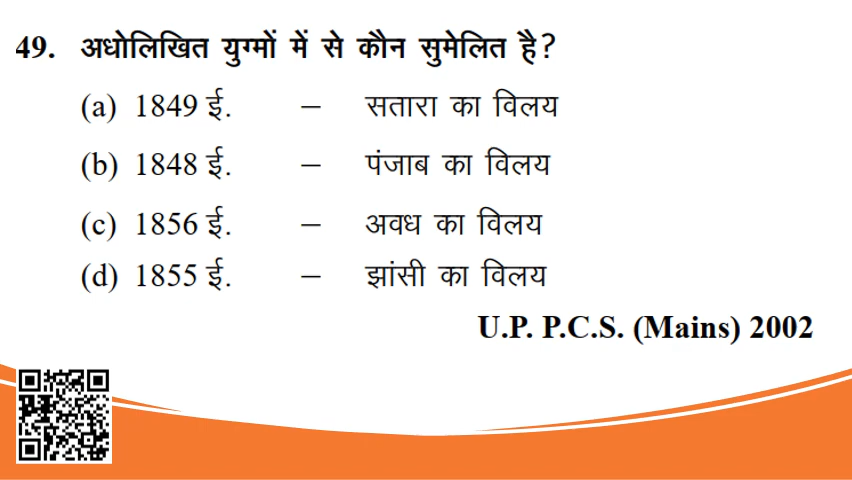 49. अधोलिखित युग्मों में से कौन सुमेलित है?
(a) 1849 ई. – सतारा का विलय
(b) 1848 ई. – पंजाब का विलय
(c) 1856 ई. – अवध का विलय
(d) 1855 ई. – झांसी का विलय
U.P. P.C.S. (Mains) 2002